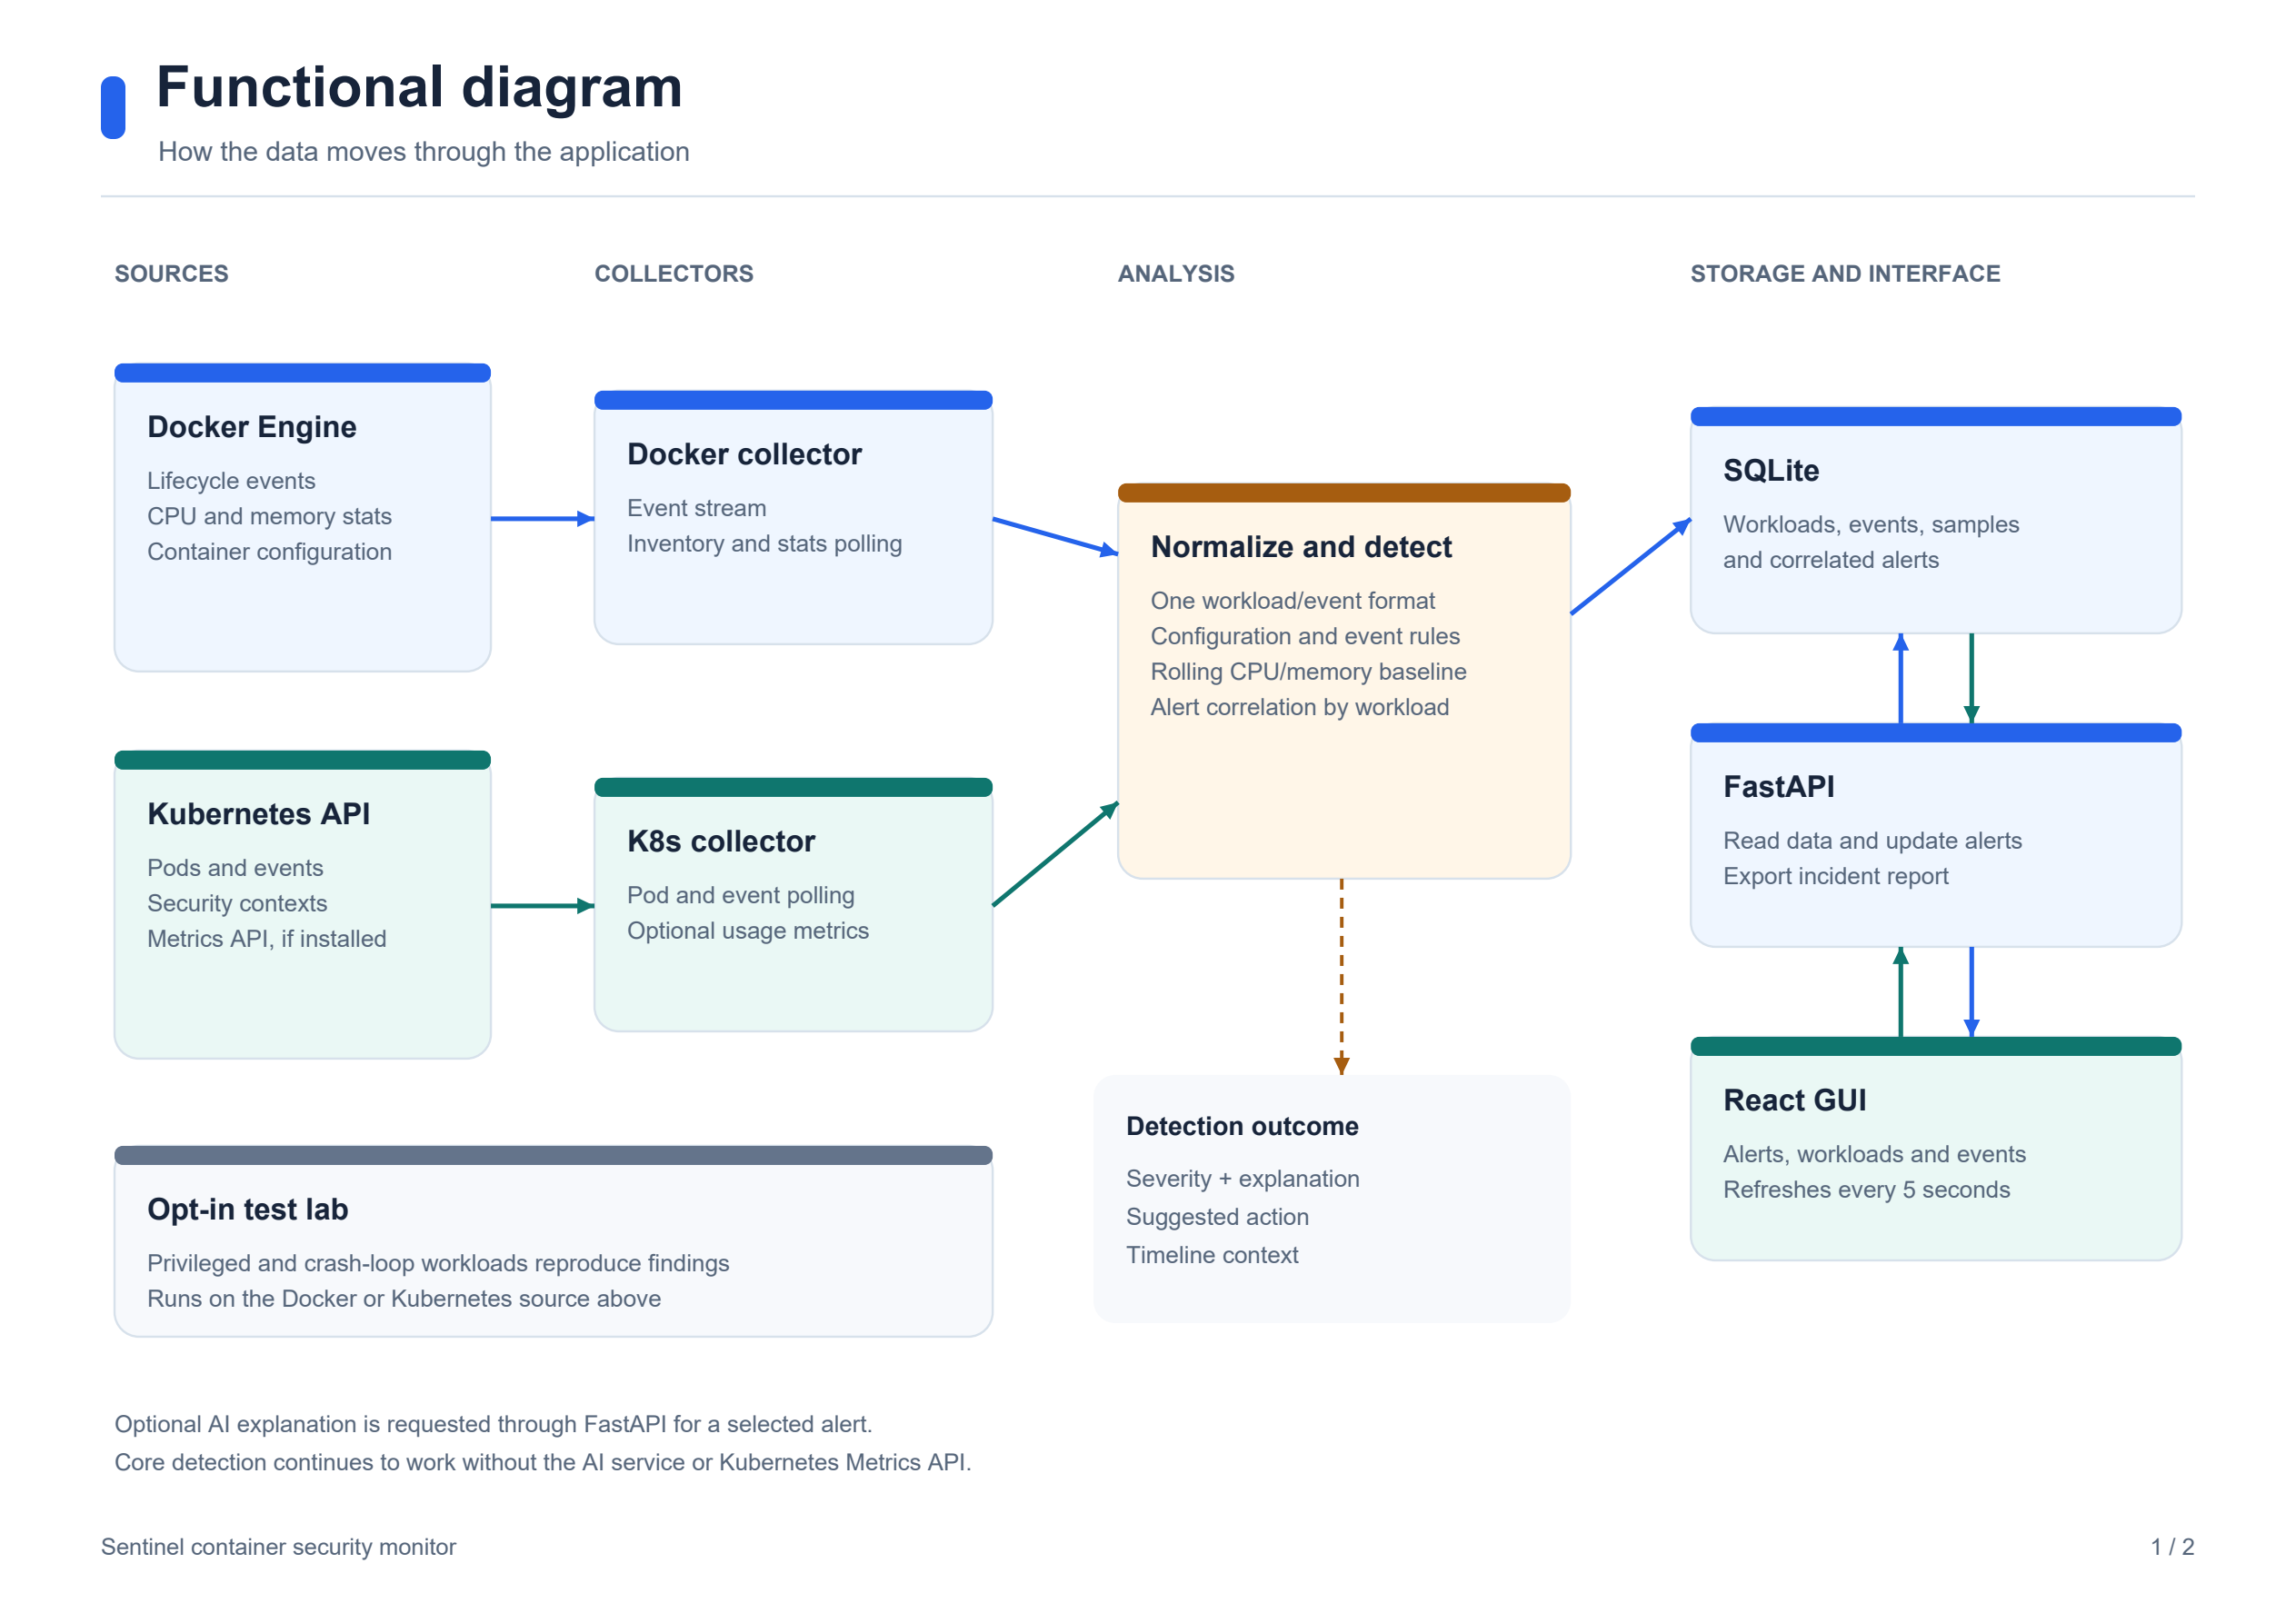 Functional diagram
How the data moves through the application
SOURCES
COLLECTORS
ANALYSIS
STORAGE AND INTERFACE
Docker Engine
Lifecycle events
CPU and memory stats
Container configuration
Docker collector
Event stream
Inventory and stats polling
Normalize and detect
One workload/event format
Configuration and event rules
Rolling CPU/memory baseline
Alert correlation by workload
SQLite
Workloads, events, samples
and correlated alerts
Kubernetes API
Pods and events
Security contexts
Metrics API, if installed
K8s collector
Pod and event polling
Optional usage metrics
FastAPI
Read data and update alerts
Export incident report
Detection outcome
Severity + explanation
Suggested action
Timeline context
React GUI
Alerts, workloads and events
Refreshes every 5 seconds
Opt-in test lab
Privileged and crash-loop workloads reproduce findings
Runs on the Docker or Kubernetes source above
Optional AI explanation is requested through FastAPI for a selected alert.
Core detection continues to work without the AI service or Kubernetes Metrics API.
Sentinel container security monitor
1 / 2